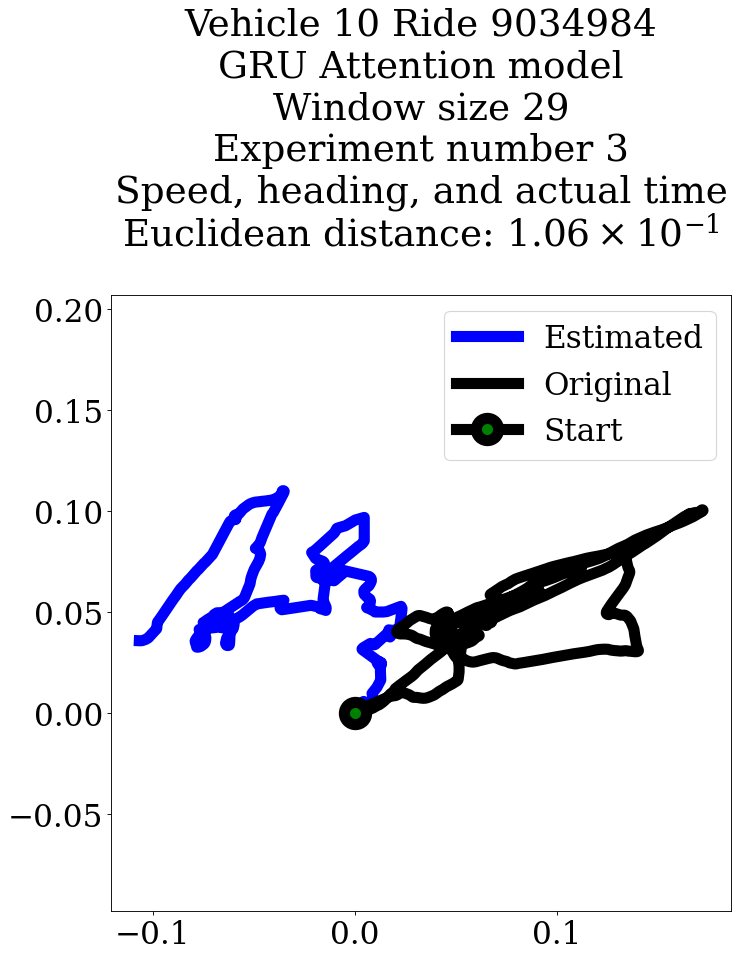 Vehicle 10 Ride 9034984
GRU Attention model
Window size 29
Experiment number 3
Speed, heading, and actual time
Euclidean distance: 1.06 × 10⁻¹
Estimated
Original
Start
0.20
0.15
0.10
0.05
0.00
−0.05
−0.1
0.0
0.1